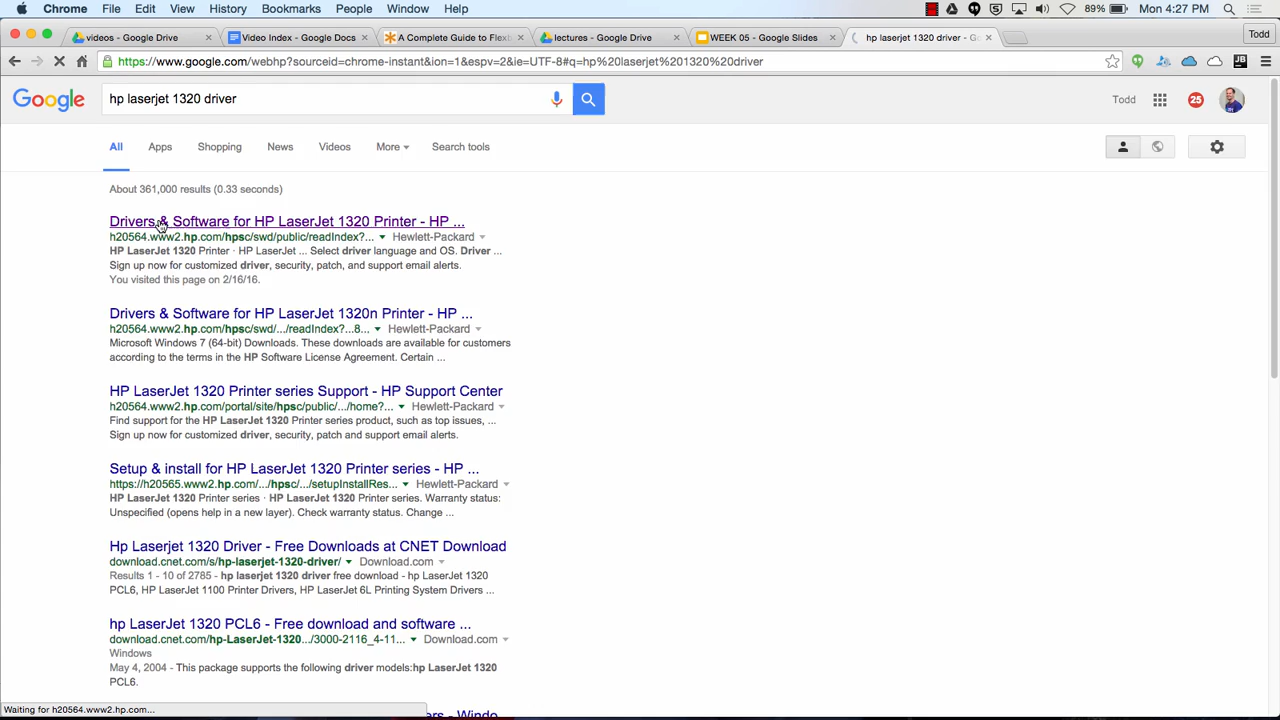 Chrome File Edit View History Bookmarks People Window Help 5 89% Mon 4:27 PM
videos - Google Drive × Video Index - Google Docs × A Complete Guide to Flexb × lectures - Google Drive × WEEK 05 - Google Slides × hp laserjet 1320 driver - Ge × Todd
https://www.google.com/webhp?sourceid=chrome-instant&ion=1&espv=2&ie=UTF-8#q=hp%20laserjet%201320%20driver JB
Google hp laserjet 1320 driver Todd 25
All Apps Shopping News Videos More Search tools
About 361,000 results (0.33 seconds)
Drivers & Software for HP LaserJet 1320 Printer - HP ...
h20564.www2.hp.com/hpsc/swd/public/readIndex?... Hewlett-Packard
HP LaserJet 1320 Printer · HP LaserJet ... Select driver language and OS. Driver ...
Sign up now for customized driver, security, patch, and support email alerts.
You visited this page on 2/16/16.
Drivers & Software for HP LaserJet 1320n Printer - HP ...
h20564.www2.hp.com/hpsc/swd/.../readIndex?...8... Hewlett-Packard
Microsoft Windows 7 (64-bit) Downloads. These downloads are available for customers
according to the terms in the HP Software License Agreement. Certain ...
HP LaserJet 1320 Printer series Support - HP Support Center
h20564.www2.hp.com/portal/site/hpsc/public/.../home?... Hewlett-Packard
Find support for the HP LaserJet 1320 Printer series product, such as top issues, ...
Sign up now for customized driver, security, patch and support email alerts.
Setup & install for HP LaserJet 1320 Printer series - HP ...
https://h20565.www2.hp.com/.../hpsc/.../setupInstallRes... Hewlett-Packard
HP LaserJet 1320 Printer series · HP LaserJet 1320 Printer series. Warranty status:
Unspecified (opens help in a new layer). Check warranty status. Change ...
Hp Laserjet 1320 Driver - Free Downloads at CNET Download
download.cnet.com/s/hp-laserjet-1320-driver/ Download.com
Results 1 - 10 of 2785 - hp laserjet 1320 driver free download - hp LaserJet 1320
PCL6, HP LaserJet 1100 Printer Drivers, HP LaserJet 6L Printing System Drivers ...
hp LaserJet 1320 PCL6 - Free download and software ...
download.cnet.com/hp-LaserJet-1320.../3000-2116_4-11... Download.com
Windows
May 4, 2004 - This package supports the following driver models:hp LaserJet 1320
PCL6.
Waiting for h20564.www2.hp.com...